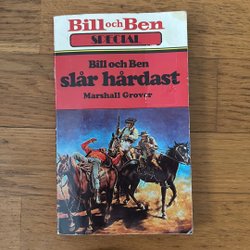 Bill och Ben
SPECIAL
Bill och Ben
slår hårdast
Marshall Grover